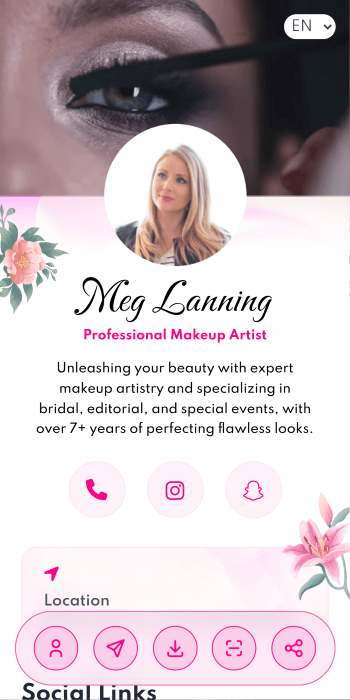 EN
Meg Lanning
Professional Makeup Artist
Unleashing your beauty with expert
makeup artistry and specializing in
bridal, editorial, and special events, with
over 7+ years of perfecting flawless looks.
Location
Social Links